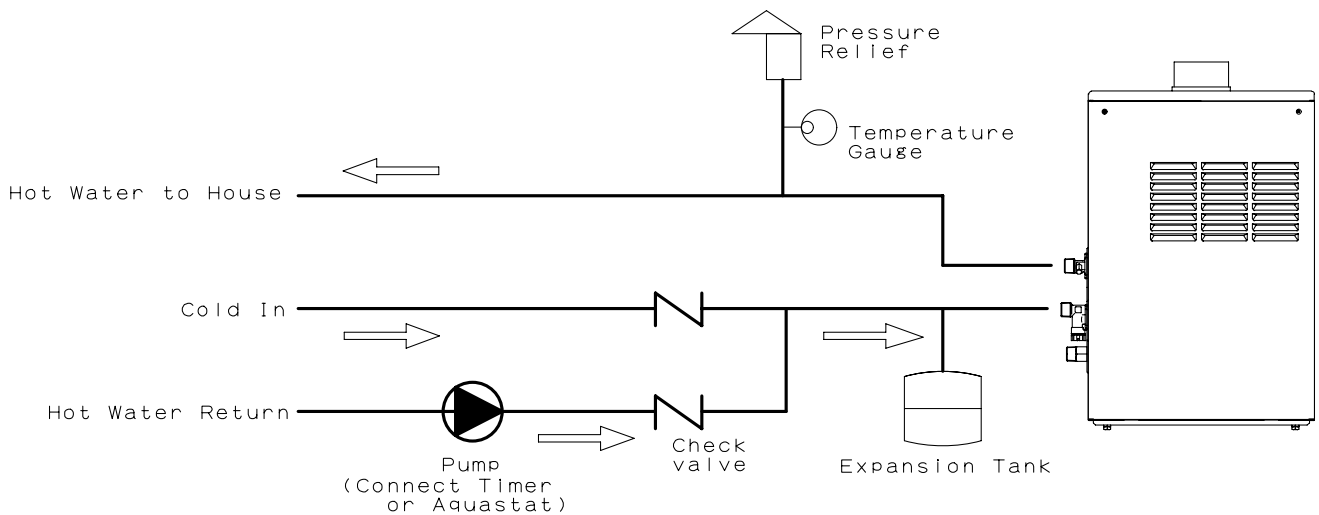 Pressure
Relief
Temperature
Gauge
Hot Water to House
Cold In
Hot Water Return
Check
valve
Pump
(Connect Timer
or Aquastat)
Expansion Tank